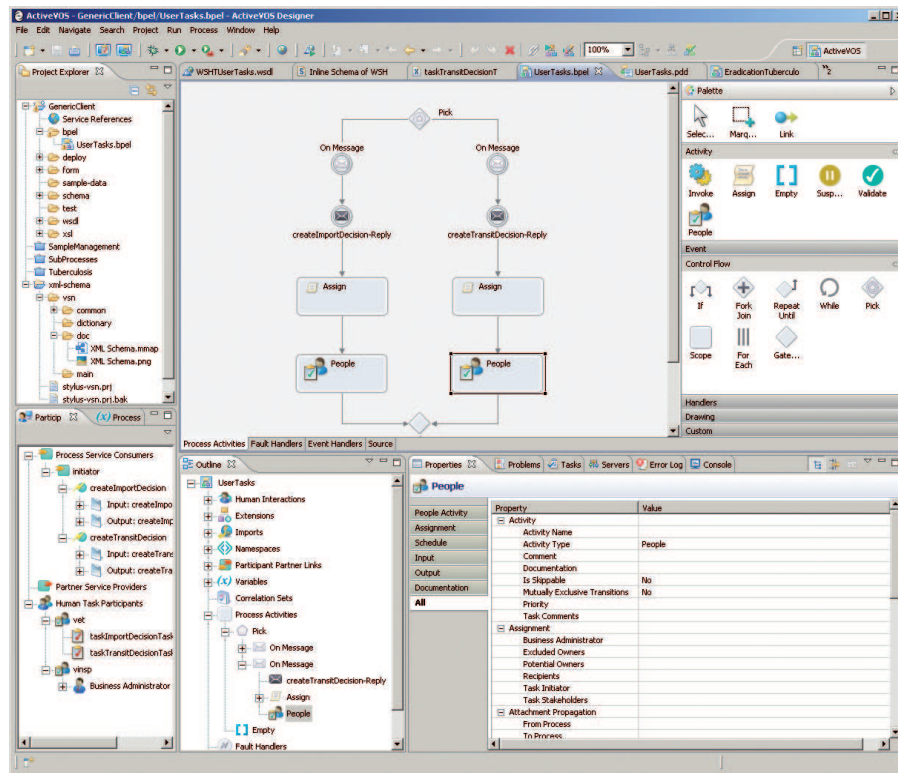 ActiveVOS - GenericClient/bpel/UserTasks.bpel - ActiveVOS Designer
File Edit Navigate Search Project Run Process Window Help
100%
ActiveVOS
Project Explorer
GenericClient
Service References
bpel
UserTasks.bpel
deploy
form
sample-data
schema
test
wsdl
xsl
SampleManagement
SubProcesses
Tuberculosis
xml-schema
vsn
common
dictionary
doc
XML Schema.mmap
XML Schema.png
main
stylus-vsn.prj
stylus-vsn.prj.bak
WSHTUserTasks.wsdl
Inline Schema of WSH
taskTransitDecisionT
UserTasks.bpel
UserTasks.pdd
EradicationTuberculo
"2
Pick
On Message
On Message
createImportDecision-Reply
createTransitDecision-Reply
Assign
Assign
People
People
Process Activities Fault Handlers Event Handlers Source
Palette
Selec... Marq... Link
Activity
Invoke Assign Empty Susp... Validate
People
Event
Control Flow
If Fork Join Repeat Until While Pick
Scope For Each Gate...
Handlers
Drawing
Custom
Particip
(x) Process
Process Service Consumers
initiator
createImportDecision
Input: createImpo
Output: createImp
createTransitDecision
Input: createTrans
Output: createTra
Partner Service Providers
Human Task Participants
vet
taskImportDecisionTask
taskTransitDecisionTask
vinsp
Business Administrator
Outline
UserTasks
Human Interactions
Extensions
Imports
Namespaces
Participant Partner Links
(x) Variables
Correlation Sets
Process Activities
Pick
On Message
On Message
createTransitDecision-Reply
Assign
People
Empty
Fault Handlers
Properties Problems Tasks Servers Error Log Console
People
People Activity
Assignment
Schedule
Input
Output
Documentation
All
Property Value
Activity
Activity Name
Activity Type People
Comment
Documentation
Is Skippable No
Mutually Exclusive Transitions No
Priority
Task Comments
Assignment
Business Administrator
Excluded Owners
Potential Owners
Recipients
Task Initiator
Task Stakeholders
Attachment Propagation
From Process
To Process